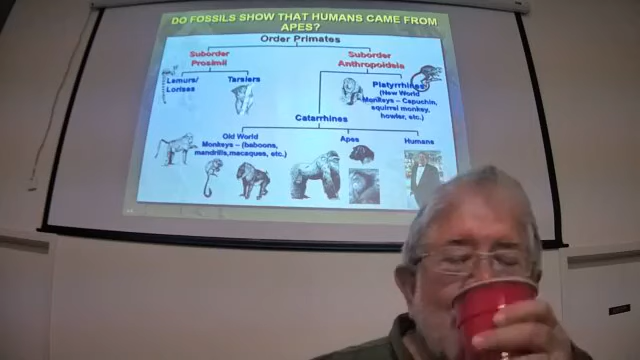 DO FOSSILS SHOW THAT HUMANS CAME FROM
APES?
Order Primates
Suborder
Prosimii
Suborder
Anthropoideia
Lemurs/
Lorises
Tarsiers
Platyrrhines
(New World
Monkeys – Capuchin,
squirrel monkey,
howler, etc.)
Catarrhines
Old World
Monkeys – (baboons,
mandrills,macaques, etc.)
Apes
Humans